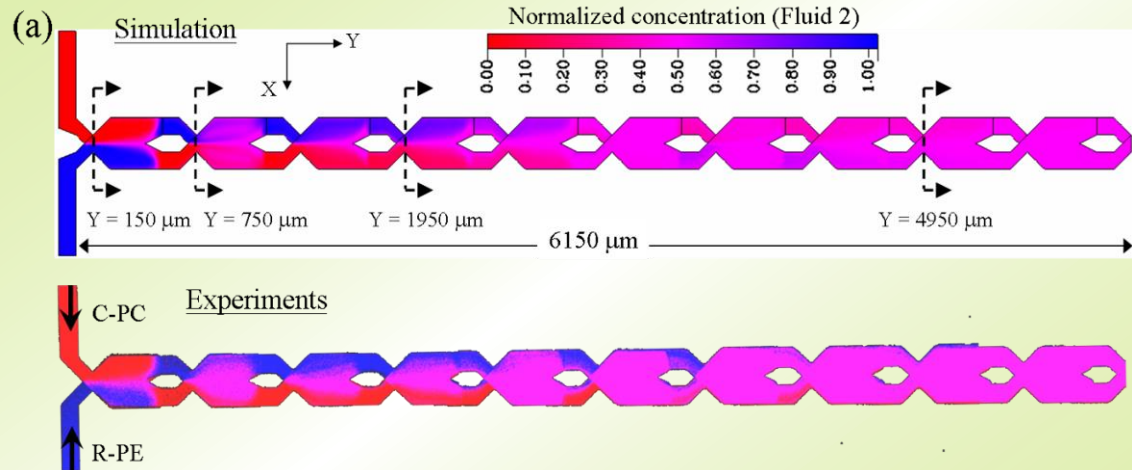 (a)
Simulation
Y
X
Normalized concentration (Fluid 2)
0.00 0.10 0.20 0.30 0.40 0.50 0.60 0.70 0.80 0.90 1.00
Y = 150 μm Y = 750 μm Y = 1950 μm Y = 4950 μm
6150 μm
Experiments
C-PC
R-PE